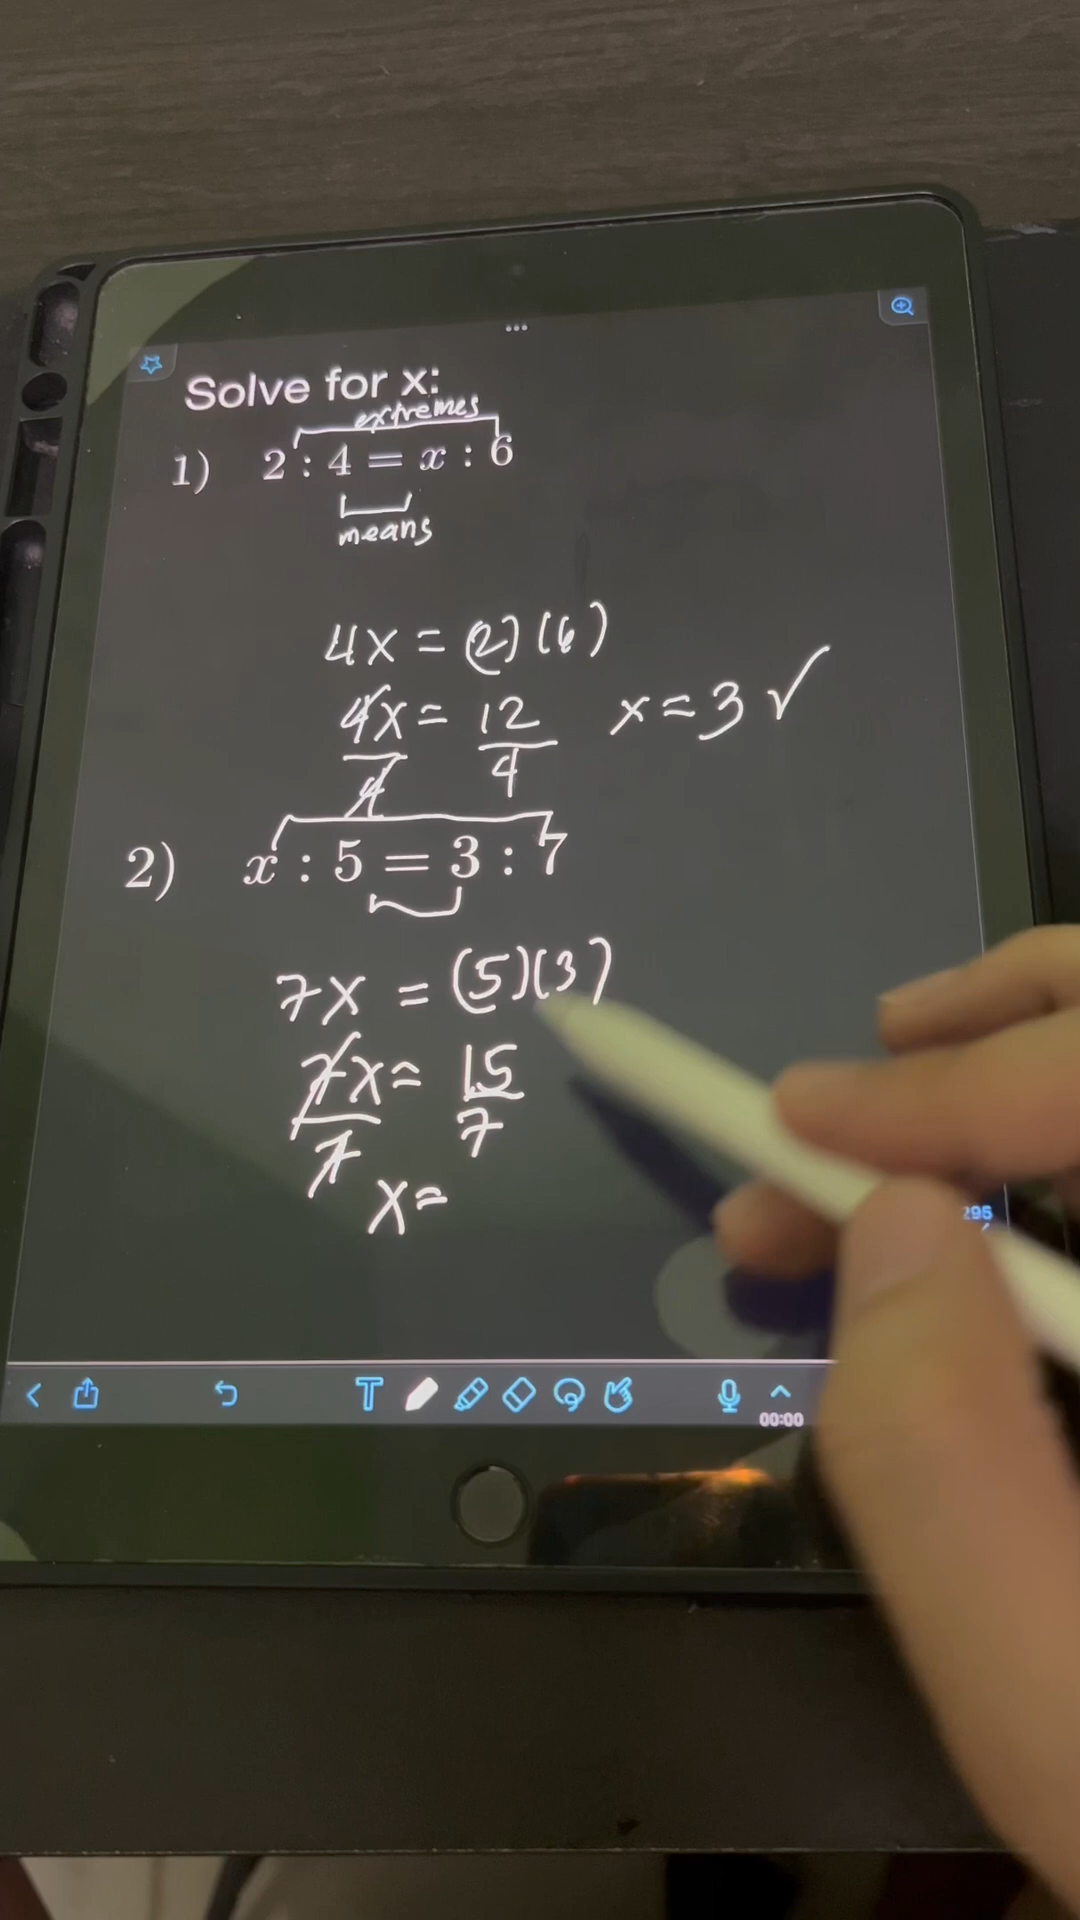 Solve for x:
extremes
1) 2 : 4 = x : 6
means
4x = (2)(6)
4x = 12 x = 3 ✓
4 4
2) x : 5 = 3 : 7
7x = (5)(3)
7x = 15
7 7
x =
295
T
00:00